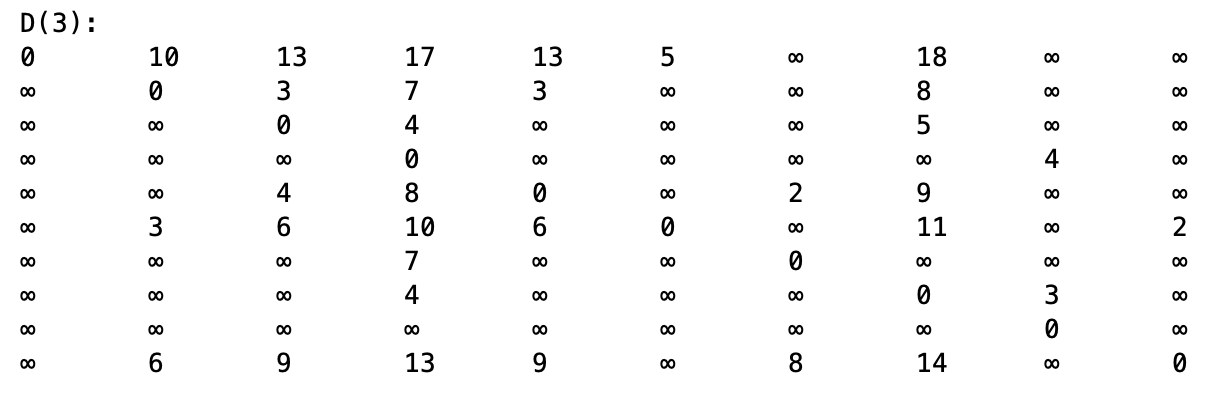 D(3):
0 10 13 17 13 5 ∞ 18 ∞ ∞
∞ 0 3 7 3 ∞ ∞ 8 ∞ ∞
∞ ∞ 0 4 ∞ ∞ ∞ 5 ∞ ∞
∞ ∞ ∞ 0 ∞ ∞ ∞ ∞ 4 ∞
∞ ∞ 4 8 0 ∞ 2 9 ∞ ∞
∞ 3 6 10 6 0 ∞ 11 ∞ 2
∞ ∞ ∞ 7 ∞ ∞ 0 ∞ ∞ ∞
∞ ∞ ∞ 4 ∞ ∞ ∞ 0 3 ∞
∞ ∞ ∞ ∞ ∞ ∞ ∞ ∞ 0 ∞
∞ 6 9 13 9 ∞ 8 14 ∞ 0